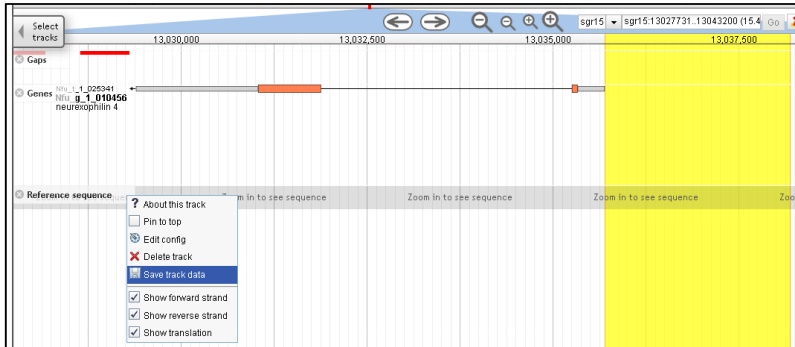 Select
tracks
sgr15
sgr15:13027731..13043200 (15.4
Go
13,030,000
13,032,500
13,035,000
13,037,500
Gaps
Genes
Nfu_g_1_010456
neurexophilin 4
Reference sequence
Zoom in to see sequence
Zoom in to see sequence
Zoom in to see sequence
About this track
Pin to top
Edit config
Delete track
Save track data
Show forward strand
Show reverse strand
Show translation